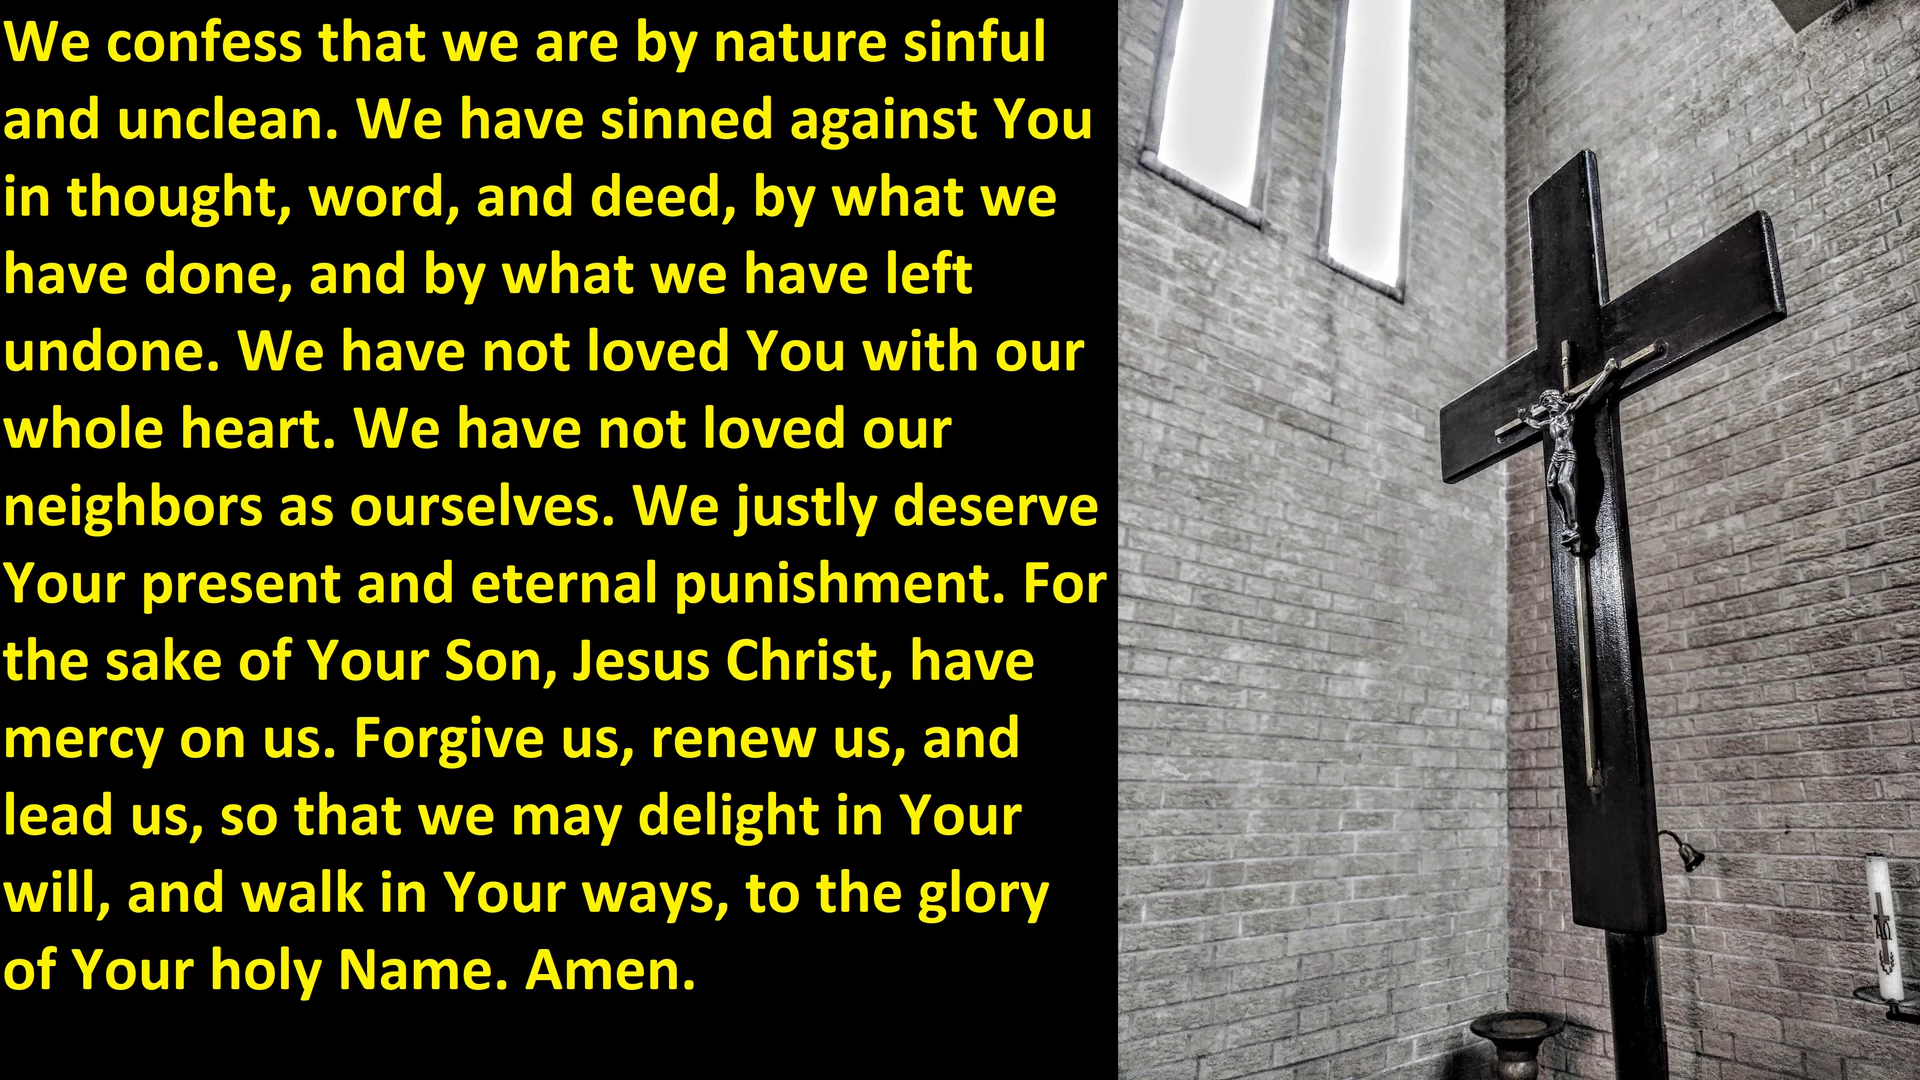 We confess that we are by nature sinful
and unclean. We have sinned against You
in thought, word, and deed, by what we
have done, and by what we have left
undone. We have not loved You with our
whole heart. We have not loved our
neighbors as ourselves. We justly deserve
Your present and eternal punishment. For
the sake of Your Son, Jesus Christ, have
mercy on us. Forgive us, renew us, and
lead us, so that we may delight in Your
will, and walk in Your ways, to the glory
of Your holy Name. Amen.